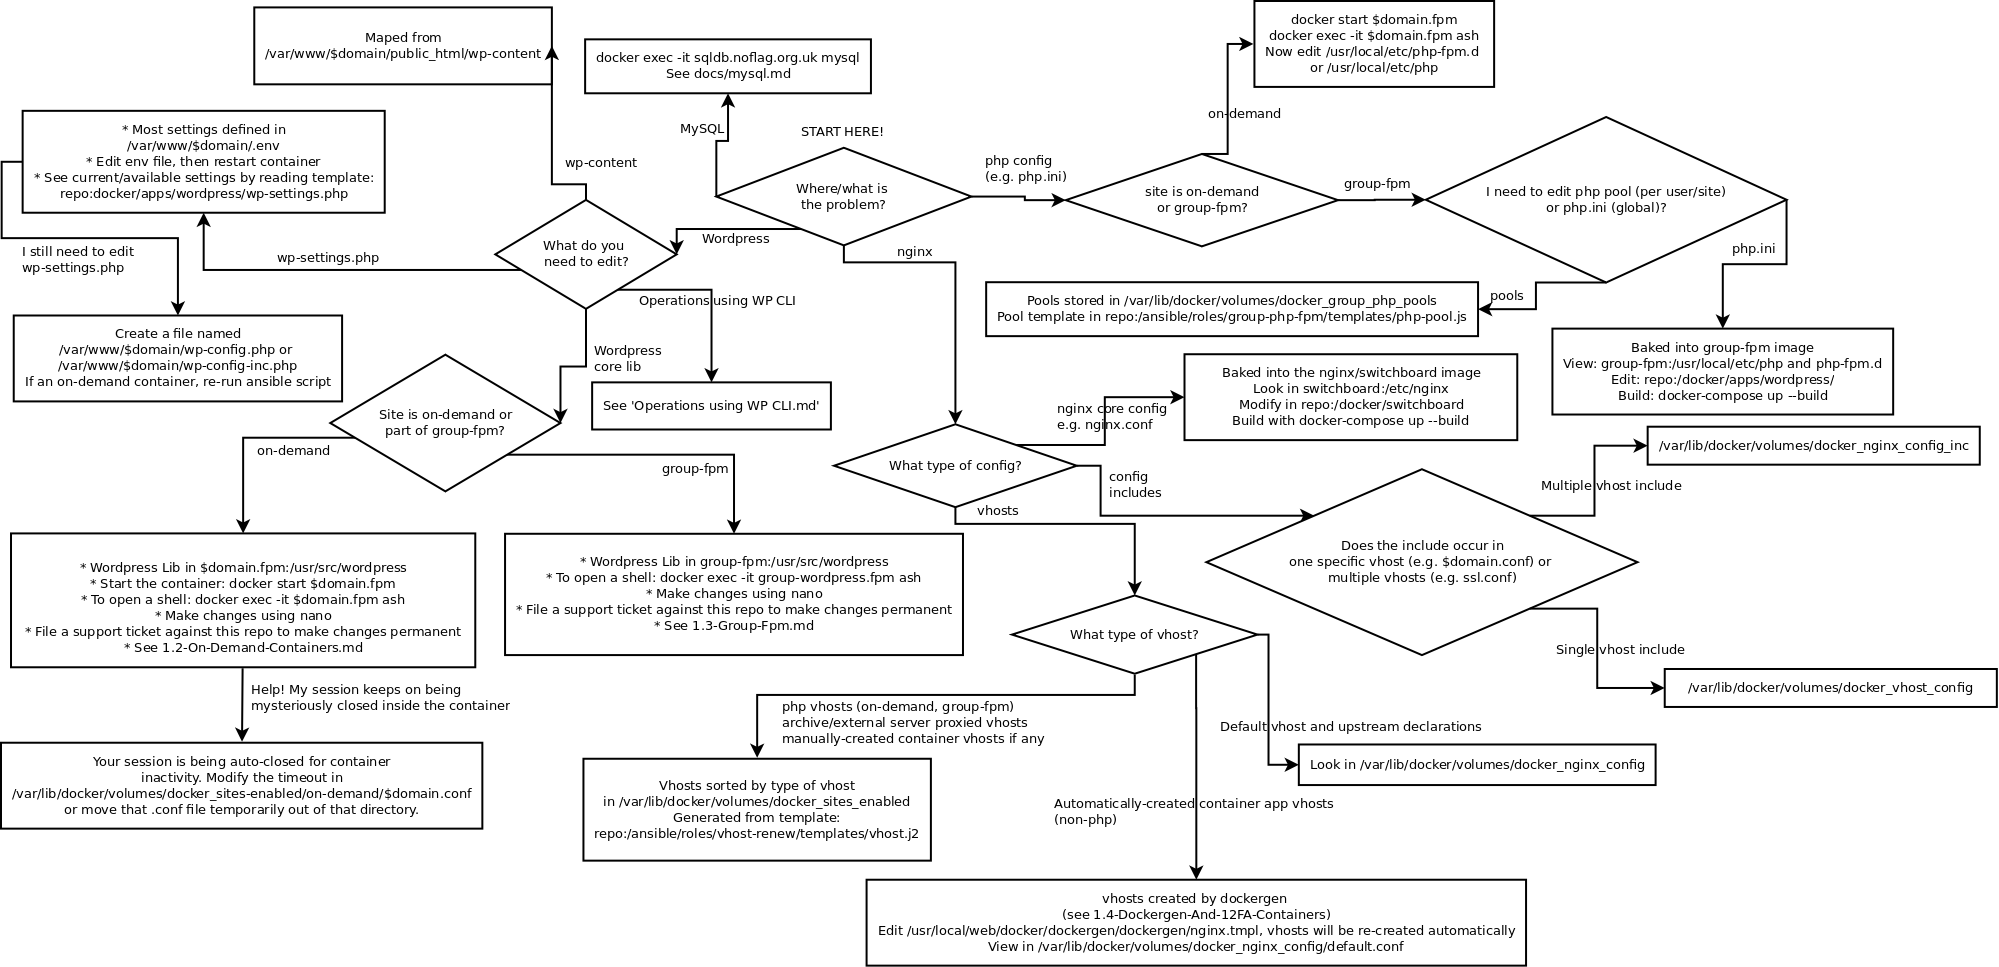 Maped from
/var/www/$domain/public_html/wp-content
docker exec -it sqldb.noflag.org.uk mysql
See docs/mysql.md
docker start $domain.fpm
docker exec -it $domain.fpm ash
Now edit /usr/local/etc/php-fpm.d
or /usr/local/etc/php
* Most settings defined in
/var/www/$domain/.env
* Edit env file, then restart container
* See current/available settings by reading template:
repo:docker/apps/wordpress/wp-settings.php
wp-content
MySQL
START HERE!
Where/what is
the problem?
php config
(e.g. php.ini)
on-demand
site is on-demand
or group-fpm?
group-fpm
I need to edit php pool (per user/site)
or php.ini (global)?
php.ini
pools
I still need to edit
wp-settings.php
wp-settings.php
What do you
need to edit?
Wordpress
nginx
Operations using WP CLI
Pools stored in /var/lib/docker/volumes/docker_group_php_pools
Pool template in repo:/ansible/roles/group-php-fpm/templates/php-pool.js
Create a file named
/var/www/$domain/wp-config.php or
/var/www/$domain/wp-config-inc.php
If an on-demand container, re-run ansible script
Wordpress
core lib
See 'Operations using WP CLI.md'
Baked into group-fpm image
View: group-fpm:/usr/local/etc/php and php-fpm.d
Edit: repo:/docker/apps/wordpress/
Build: docker-compose up --build
Baked into the nginx/switchboard image
Look in switchboard:/etc/nginx
Modify in repo:/docker/switchboard
Build with docker-compose up --build
nginx core config
e.g. nginx.conf
Site is on-demand or
part of group-fpm?
on-demand
group-fpm
What type of config?
config
includes
vhosts
/var/lib/docker/volumes/docker_nginx_config_inc
Multiple vhost include
Does the include occur in
one specific vhost (e.g. $domain.conf) or
multiple vhosts (e.g. ssl.conf)
Single vhost include
/var/lib/docker/volumes/docker_vhost_config
* Wordpress Lib in $domain.fpm:/usr/src/wordpress
* Start the container: docker start $domain.fpm
* To open a shell: docker exec -it $domain.fpm ash
* Make changes using nano
* File a support ticket against this repo to make changes permanent
* See 1.2-On-Demand-Containers.md
* Wordpress Lib in group-fpm:/usr/src/wordpress
* To open a shell: docker exec -it group-wordpress.fpm ash
* Make changes using nano
* File a support ticket against this repo to make changes permanent
* See 1.3-Group-Fpm.md
What type of vhost?
Help! My session keeps on being
mysteriously closed inside the container
php vhosts (on-demand, group-fpm)
archive/external server proxied vhosts
manually-created container vhosts if any
Default vhost and upstream declarations
Look in /var/lib/docker/volumes/docker_nginx_config
Your session is being auto-closed for container
inactivity. Modify the timeout in
/var/lib/docker/volumes/docker_sites-enabled/on-demand/$domain.conf
or move that .conf file temporarily out of that directory.
Vhosts sorted by type of vhost
in /var/lib/docker/volumes/docker_sites_enabled
Generated from template:
repo:/ansible/roles/vhost-renew/templates/vhost.j2
Automatically-created container app vhosts
(non-php)
vhosts created by dockergen
(see 1.4-Dockergen-And-12FA-Containers)
Edit /usr/local/web/docker/dockergen/dockergen/nginx.tmpl, vhosts will be re-created automatically
View in /var/lib/docker/volumes/docker_nginx_config/default.conf